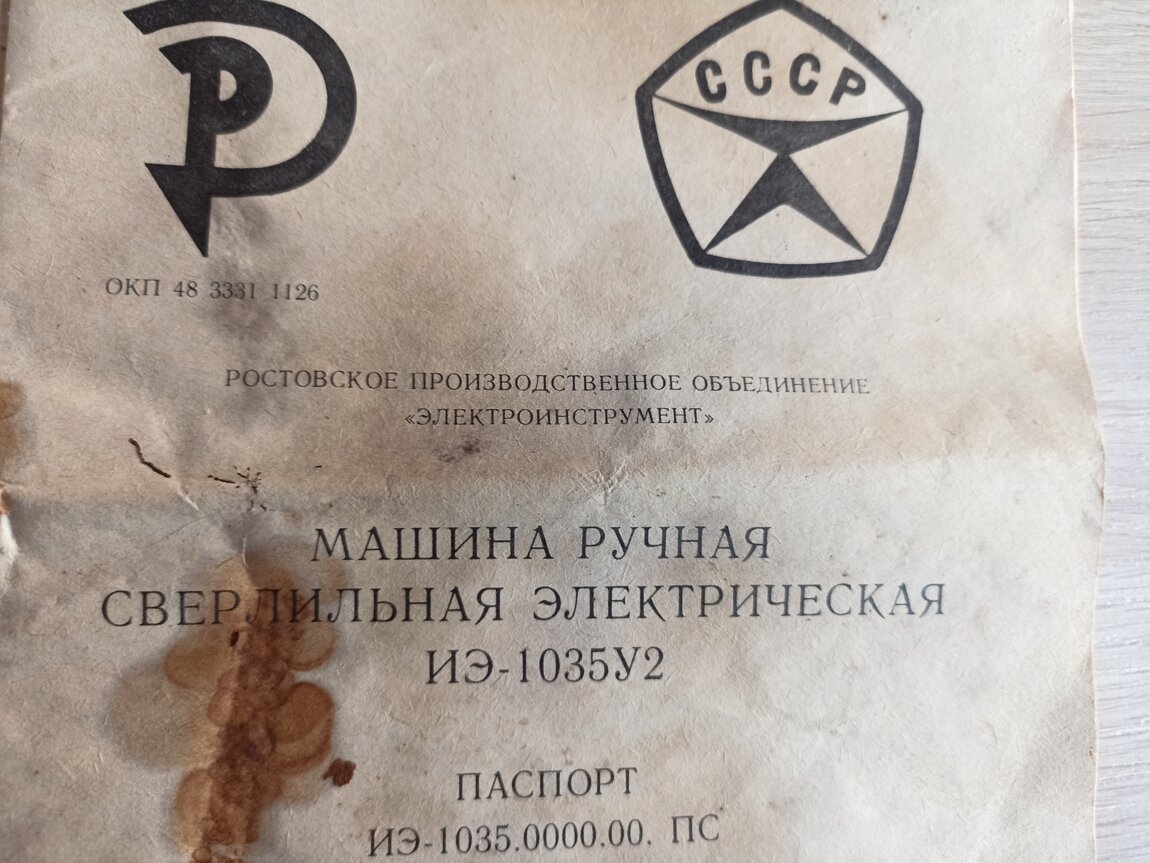 Р
СССР
ОКП 48 3331 1126
РОСТОВСКОЕ ПРОИЗВОДСТВЕННОЕ ОБЪЕДИНЕНИЕ
«ЭЛЕКТРОИНСТРУМЕНТ»
МАШИНА РУЧНАЯ
СВЕРЛИЛЬНАЯ ЭЛЕКТРИЧЕСКАЯ
ИЭ-1035У2
ПАСПОРТ
ИЭ-1035.0000.00. ПС